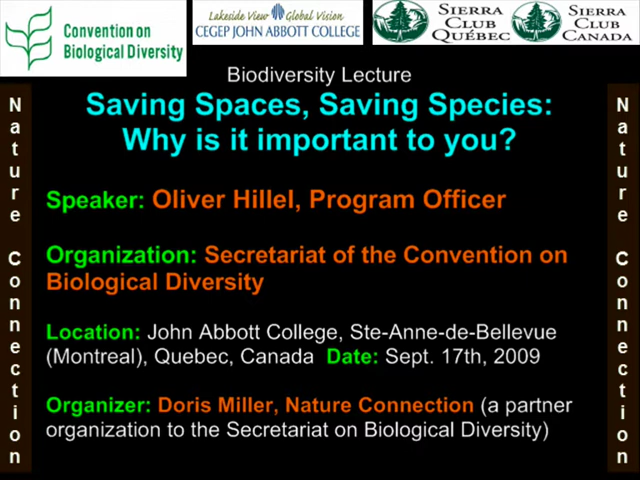 Convention on
Biological Diversity
Lakeside View Global Vision
CEGEP JOHN ABBOTT COLLEGE
SIERRA
CLUB
QUÉBEC
SIERRA
CLUB
CANADA
Biodiversity Lecture
Saving Spaces, Saving Species:
Why is it important to you?
Speaker: Oliver Hillel, Program Officer
Organization: Secretariat of the Convention on
Biological Diversity
Location: John Abbott College, Ste-Anne-de-Bellevue
(Montreal), Quebec, Canada Date: Sept. 17th, 2009
Organizer: Doris Miller, Nature Connection (a partner
organization to the Secretariat on Biological Diversity)
Nature Connection
Nature Connection